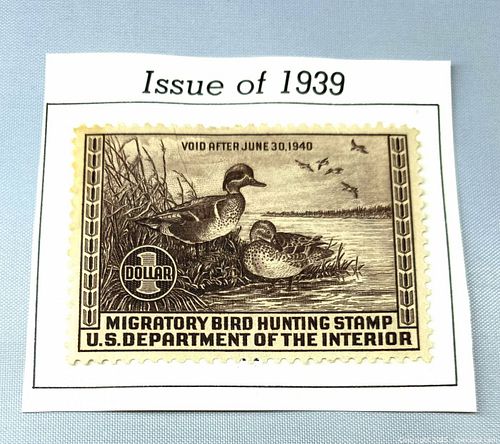 Issue of 1939
VOID AFTER JUNE 30, 1940
1
DOLLAR
MIGRATORY BIRD HUNTING STAMP
U.S. DEPARTMENT OF THE INTERIOR